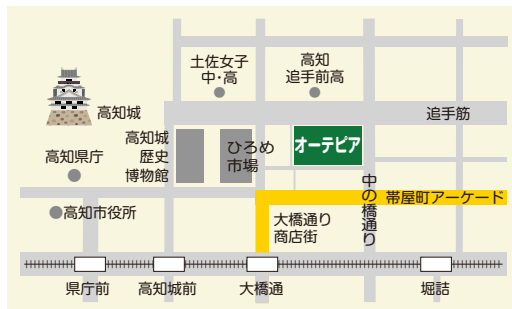 土佐女子
中・高
高知
追手前高
高知城
追手筋
高知城
歴史
博物館
ひろめ
市場
オーテピア
高知県庁
中の橋通り
帯屋町アーケード
高知市役所
大橋通り
商店街
県庁前
高知城前
大橋通
堀詰